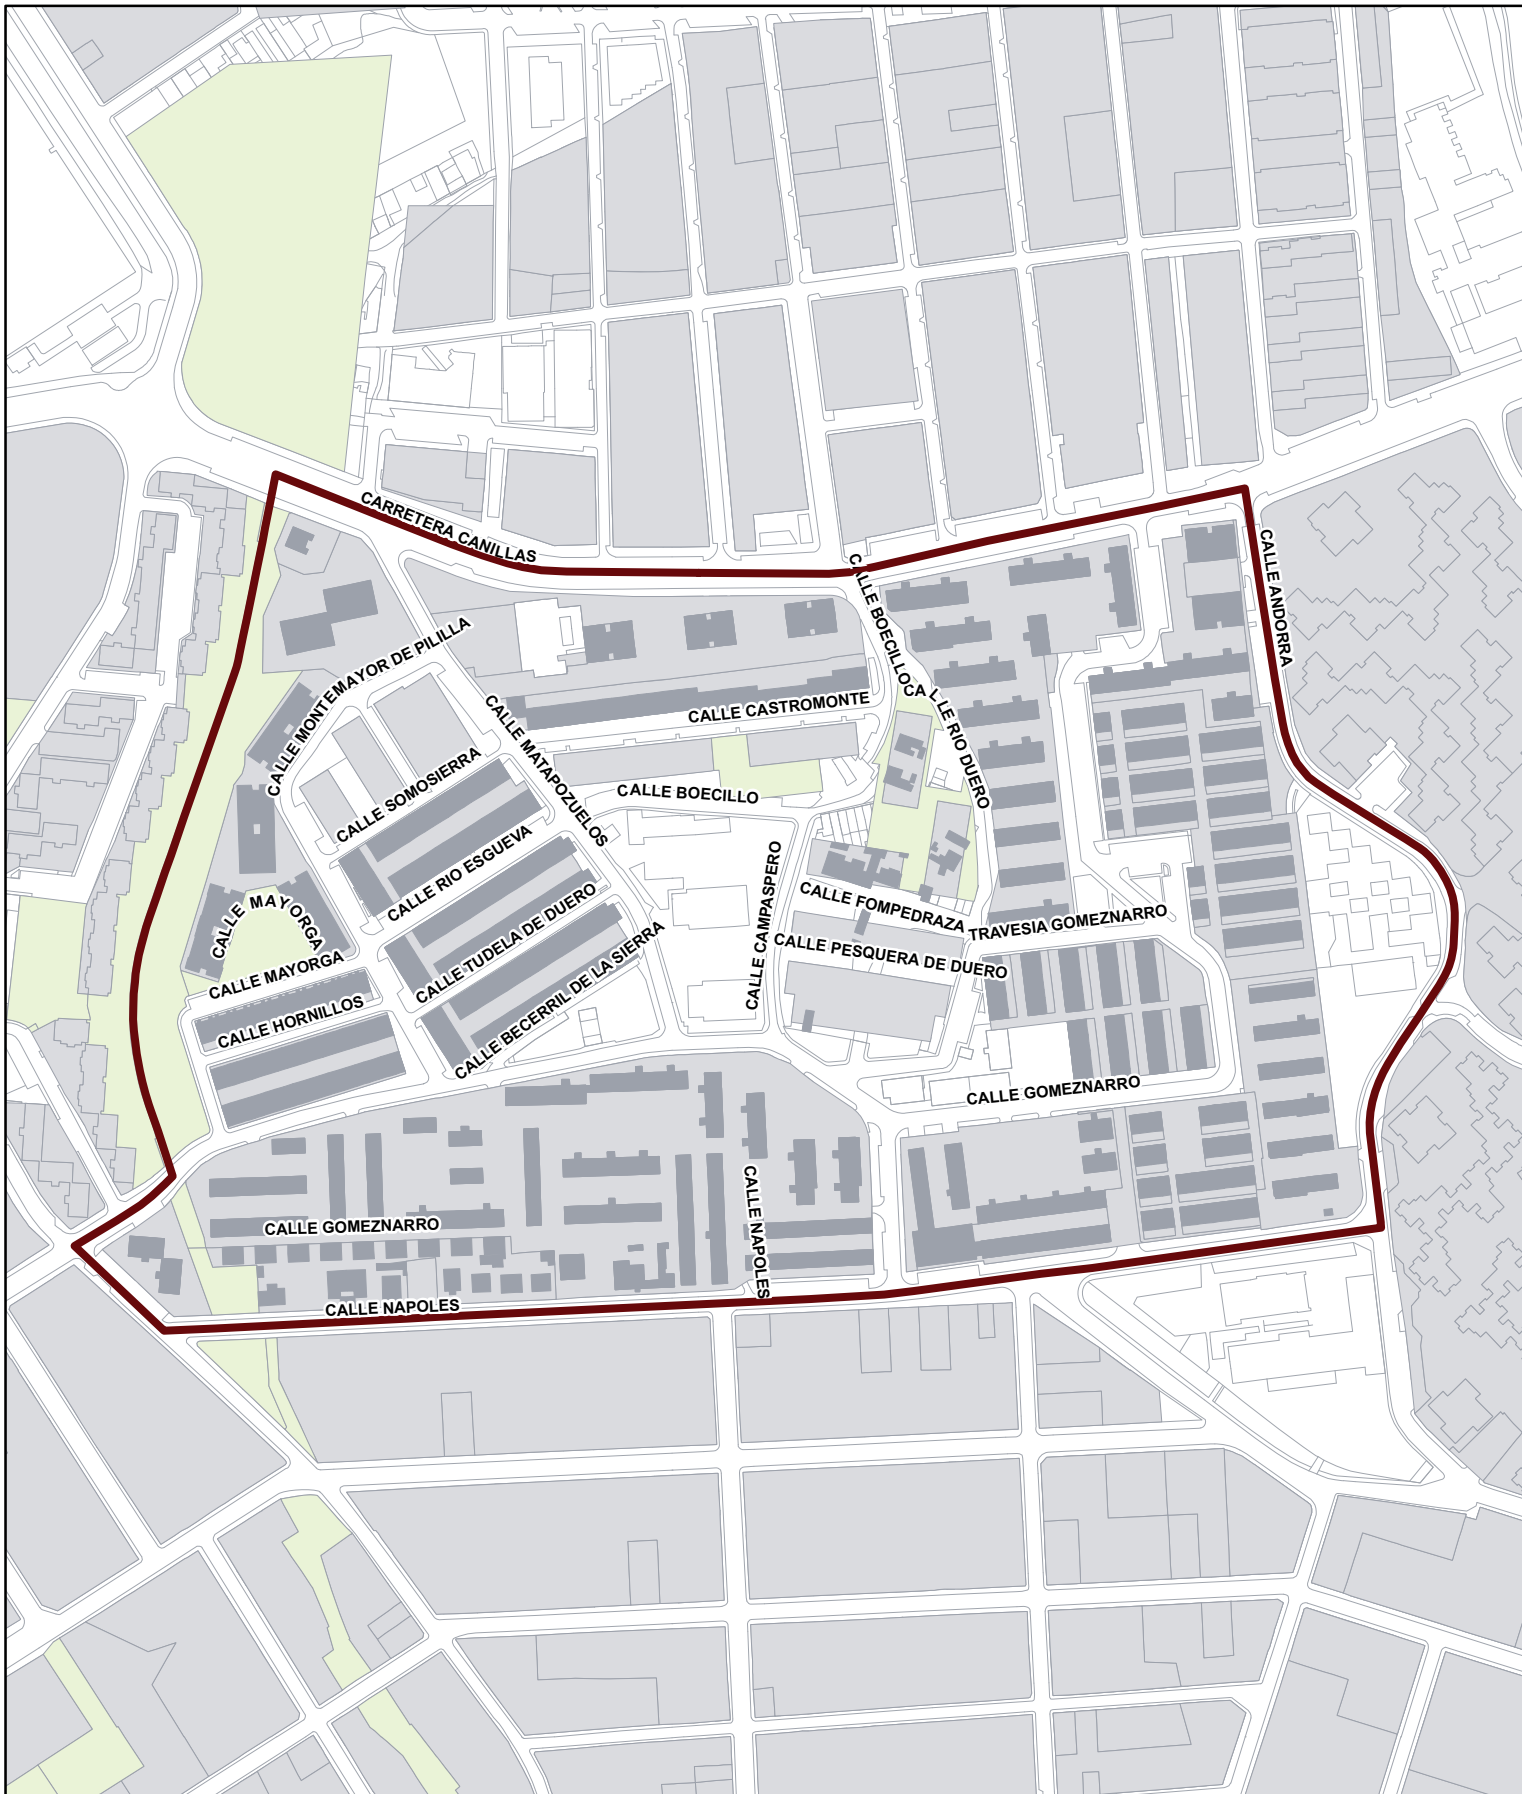 CARRETERA CANILLAS
CALLE ANDORRA
CALLE BOECILLO
CALLE MONTEMAYOR DE PILILLA
CALLE RIO DUERO
CALLE CASTROMONTE
CALLE MATAPOZUELOS
CALLE SOMOSIERRA
CALLE BOECILLO
CALLE RIO ESGUEVA
CALLE CAMPASPERO
CALLE FOMPEDRAZA
TRAVESIA GOMEZNARRO
CALLE MAYORGA
CALLE TUDELA DE DUERO
CALLE PESQUERA DE DUERO
CALLE MAYORGA
CALLE BECERRIL DE LA SIERRA
CALLE HORNILLOS
CALLE GOMEZNARRO
CALLE GOMEZNARRO
CALLE NAPOLES
CALLE NAPOLES